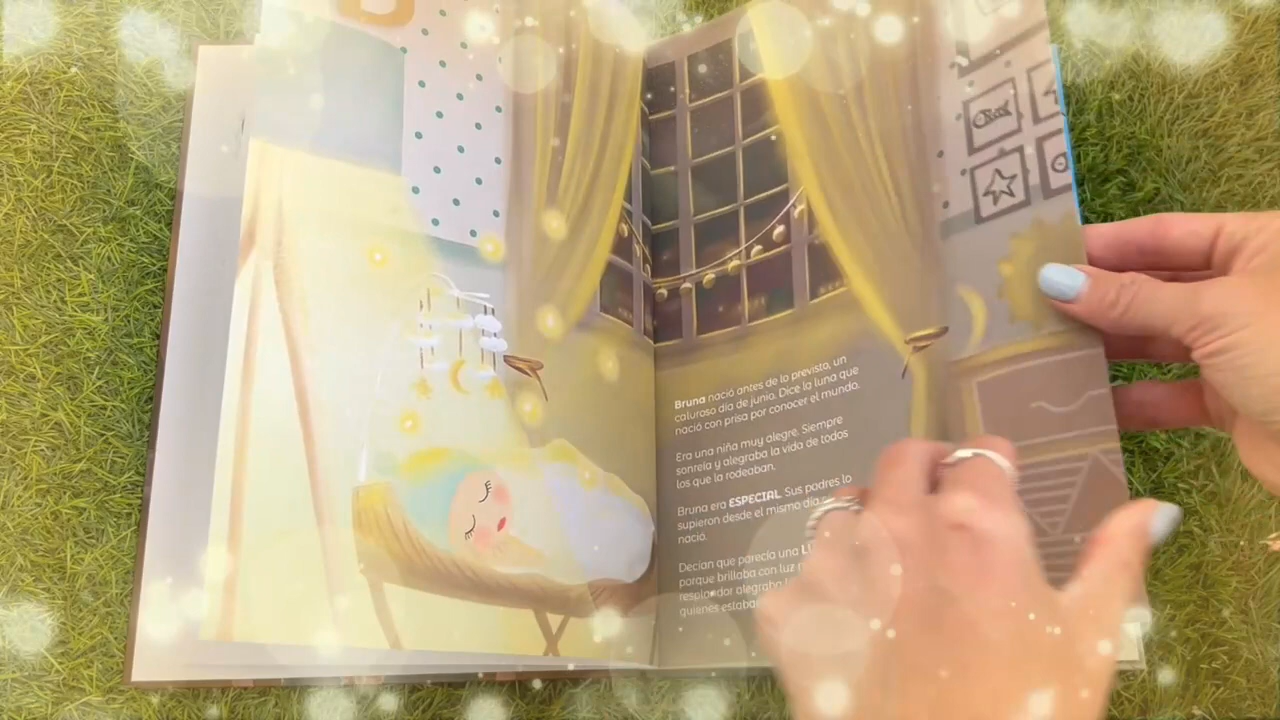 Bruna nació antes de lo previsto, un
caluroso día de junio. Dice la luna que
nació con prisa por conocer el mundo.
Era una niña muy alegre. Siempre
sonreía y alegraba la vida de todos
los que la rodeaban.
Bruna era ESPECIAL. Sus padres lo
supieron desde el mismo día
nació.
Decían que parecía una
porque brillaba con luz
resplandor alegraba
quienes